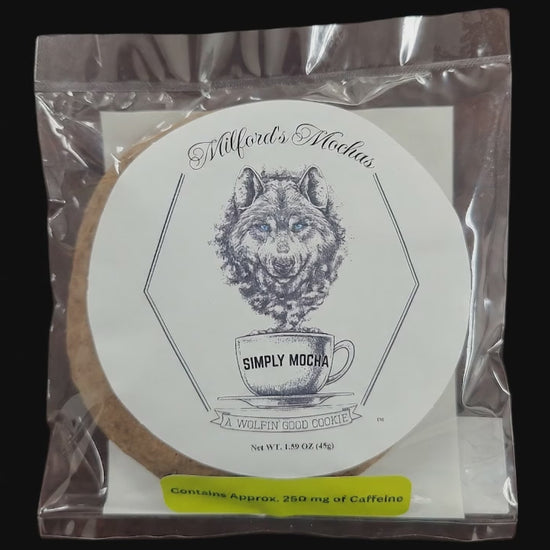 Milford's Mochas
SIMPLY MOCHA
A WOLFIN' GOOD COOKIE
TM
Net WT. 1.59 OZ (45g)
Contains Approx. 250 mg of Caffeine